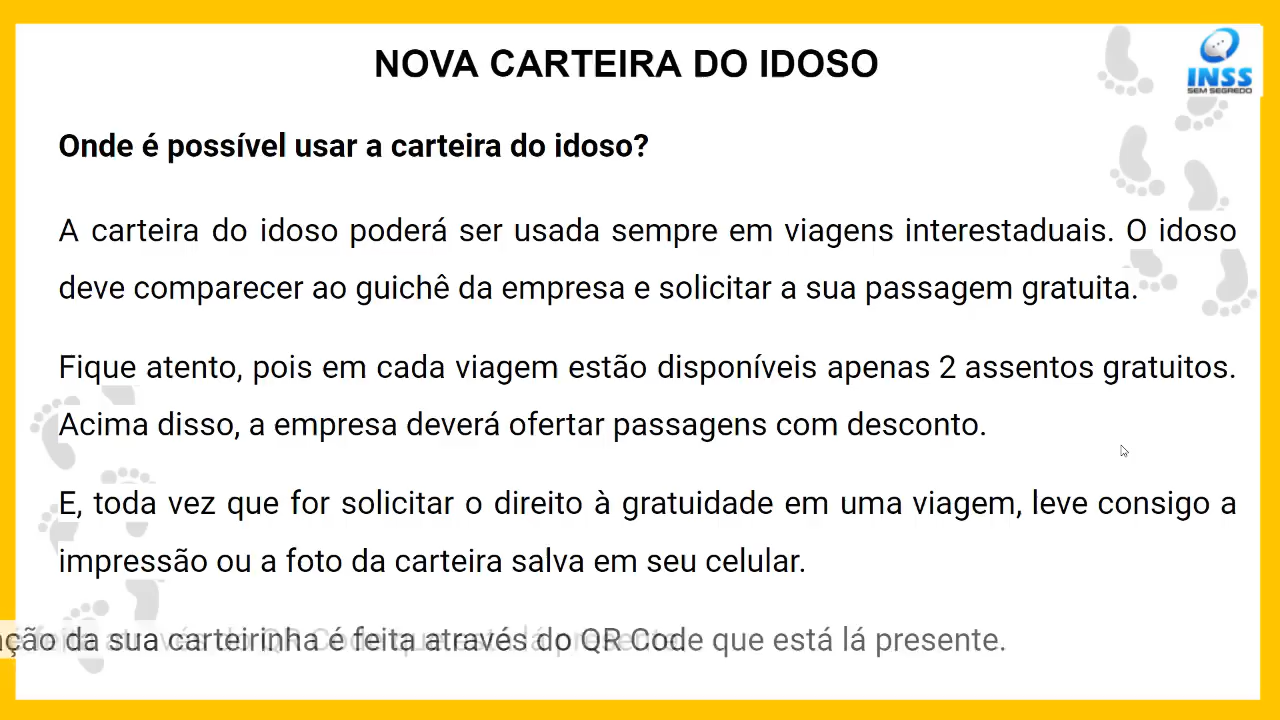 NOVA CARTEIRA DO IDOSO
INSS
SEM SEGREDO
Onde é possível usar a carteira do idoso?
A carteira do idoso poderá ser usada sempre em viagens interestaduais. O idoso
deve comparecer ao guichê da empresa e solicitar a sua passagem gratuita.
Fique atento, pois em cada viagem estão disponíveis apenas 2 assentos gratuitos.
Acima disso, a empresa deverá ofertar passagens com desconto.
E, toda vez que for solicitar o direito à gratuidade em uma viagem, leve consigo a
impressão ou a foto da carteira salva em seu celular.
da sua carteirinha é feita através do QR Code que está lá presente.